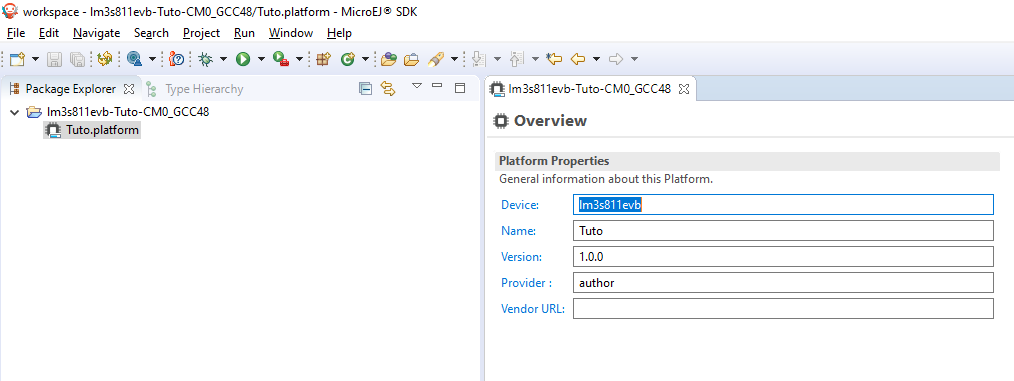 workspace - lm3s811evb-Tuto-CM0_GCC48/Tuto.platform - MicroEJ® SDK
File Edit Navigate Search Project Run Window Help
Package Explorer Type Hierarchy
lm3s811evb-Tuto-CM0_GCC48
lm3s811evb-Tuto-CM0_GCC48
Tuto.platform
Overview
Platform Properties
General information about this Platform.
Device: lm3s811evb
Name: Tuto
Version: 1.0.0
Provider : author
Vendor URL: